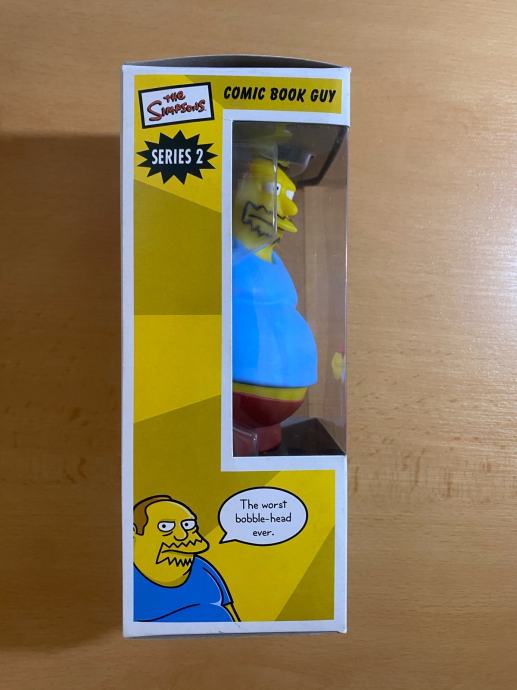 THE
SIMPSONS
COMIC BOOK GUY
SERIES 2
The worst
bobble-head
ever.